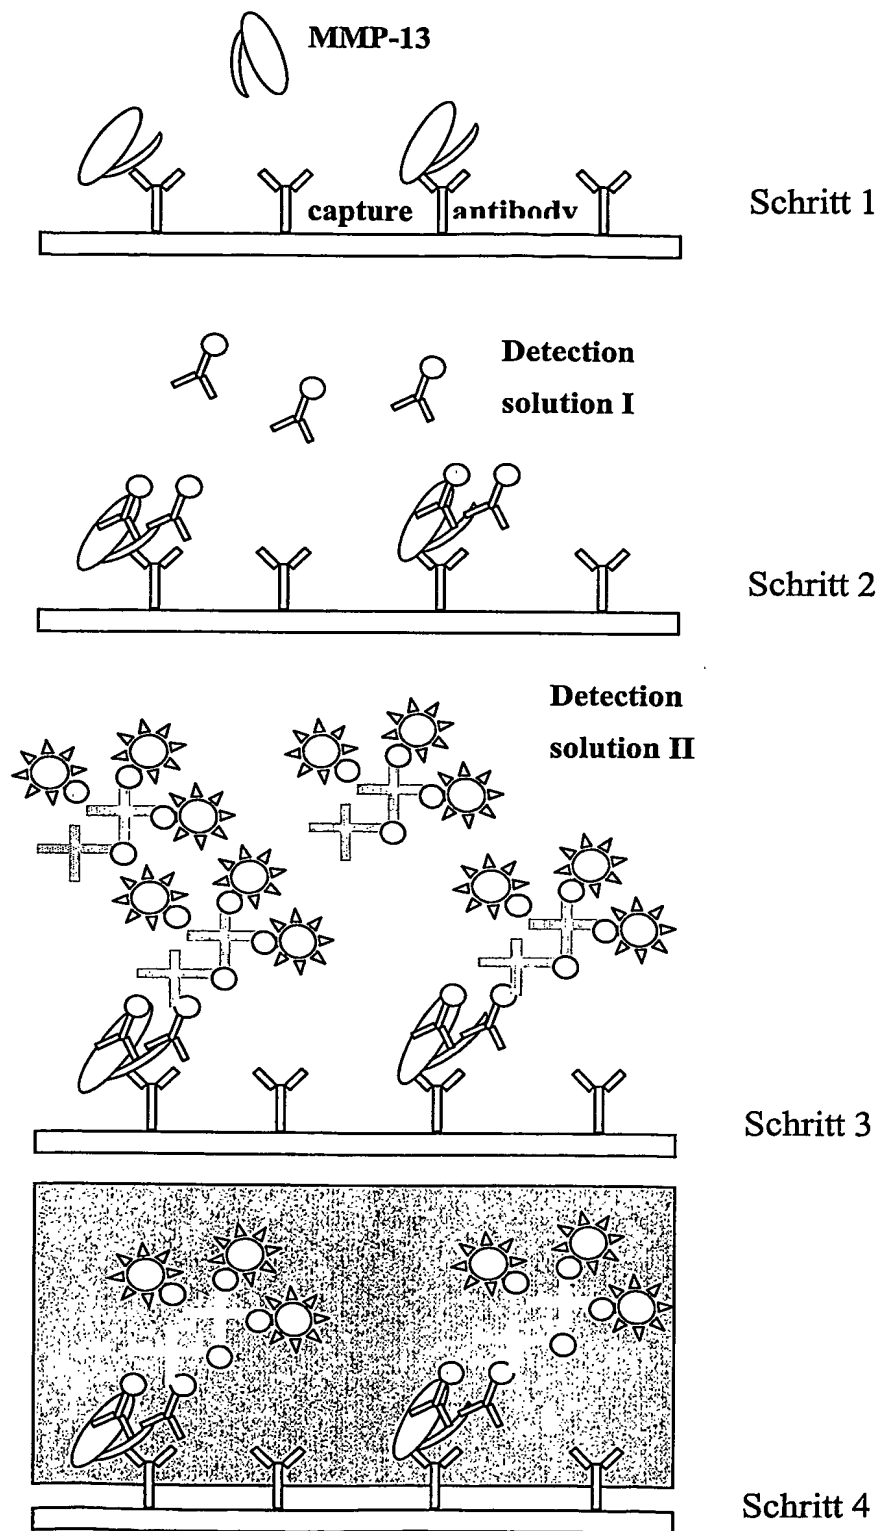 MMP-13
capture antibody
Schritt 1
Detection
solution I
Schritt 2
Detection
solution II
Schritt 3
Schritt 4